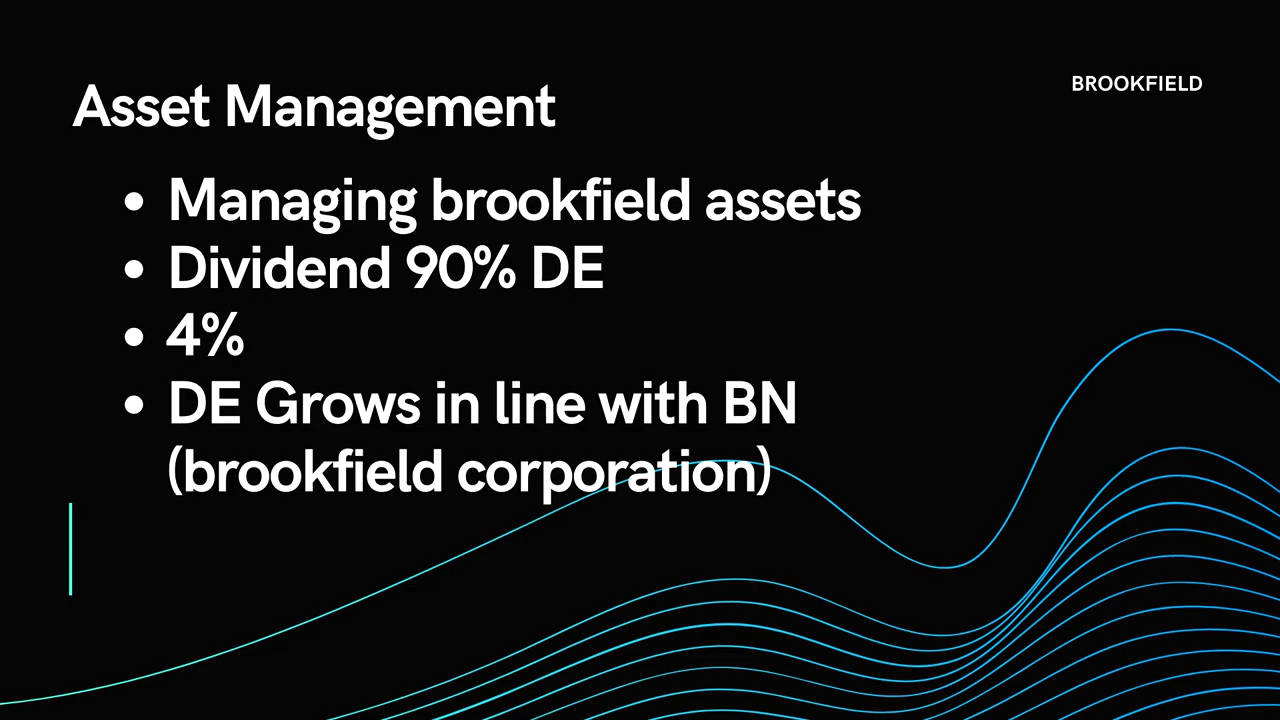 BROOKFIELD
Asset Management
• Managing brookfield assets
• Dividend 90% DE
• 4%
• DE Grows in line with BN
(brookfield corporation)